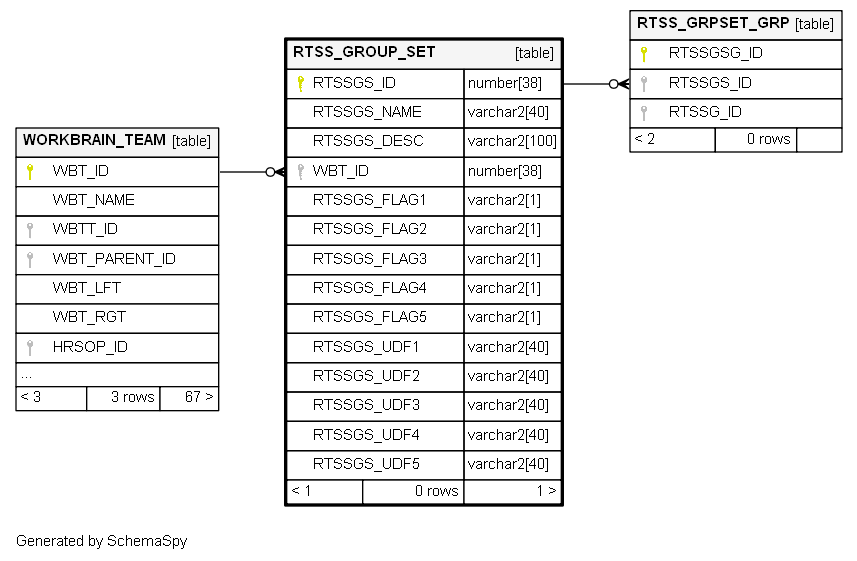 WORKBRAIN_TEAM [table]
WBT_ID
WBT_NAME
WBTT_ID
WBT_PARENT_ID
WBT_LFT
WBT_RGT
HRSOP_ID
...
< 3 3 rows 67 >
RTSS_GROUP_SET [table]
RTSSGS_ID number[38]
RTSSGS_NAME varchar2[40]
RTSSGS_DESC varchar2[100]
WBT_ID number[38]
RTSSGS_FLAG1 varchar2[1]
RTSSGS_FLAG2 varchar2[1]
RTSSGS_FLAG3 varchar2[1]
RTSSGS_FLAG4 varchar2[1]
RTSSGS_FLAG5 varchar2[1]
RTSSGS_UDF1 varchar2[40]
RTSSGS_UDF2 varchar2[40]
RTSSGS_UDF3 varchar2[40]
RTSSGS_UDF4 varchar2[40]
RTSSGS_UDF5 varchar2[40]
< 1 0 rows 1 >
RTSS_GRPSET_GRP [table]
RTSSGSG_ID
RTSSGS_ID
RTSSG_ID
< 2 0 rows
Generated by SchemaSpy